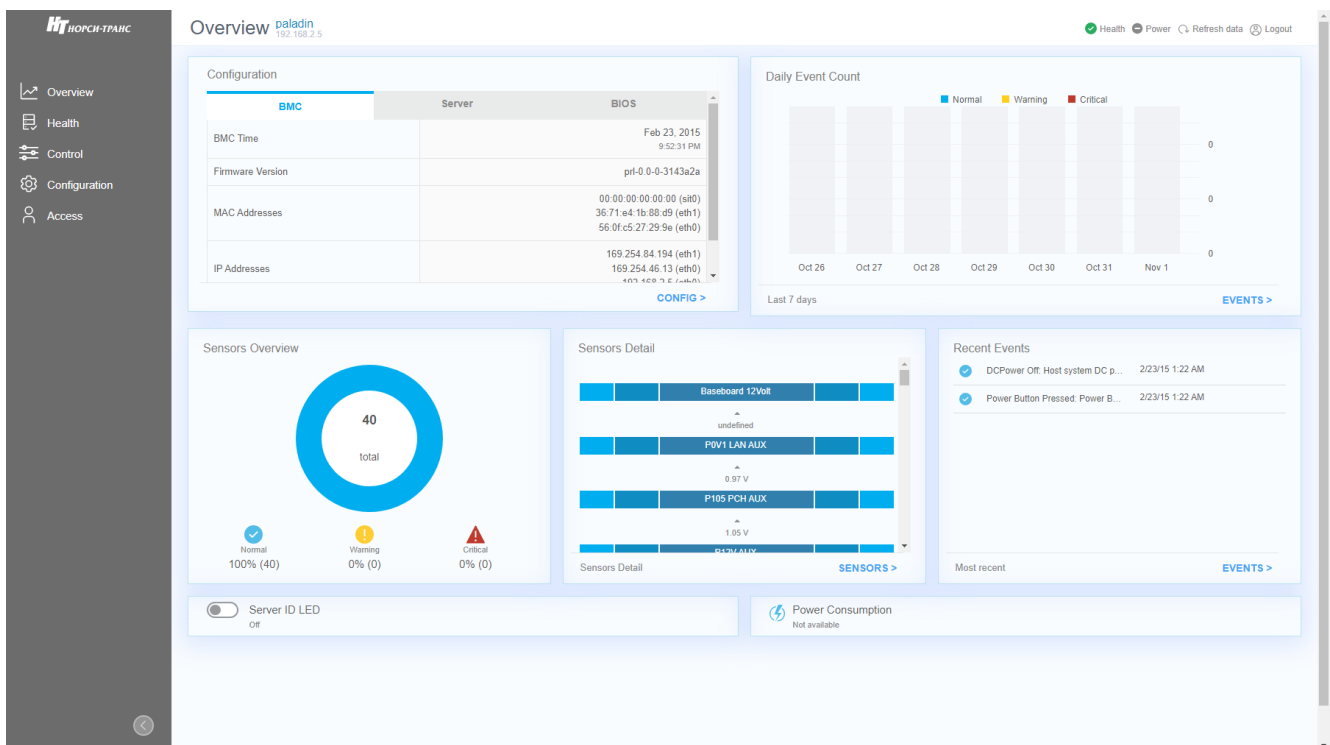 НТ НОРСИ-ТРАНС
Overview paladin
192.168.2.5
Health Power Refresh data Logout
Overview
Health
Control
Configuration
Access
Configuration
BMC Server BIOS
BMC Time
Feb 23, 2015
9:52:31 PM
Firmware Version
prl-0.0-0-3143a2a
MAC Addresses
00:00:00:00:00:00 (sit0)
36:71:e4:1b:88:d9 (eth1)
56:0f:c5:27:29:9e (eth0)
IP Addresses
169.254.84.194 (eth1)
169.254.46.13 (eth0)
192.168.2.5 (eth0)
CONFIG >
Daily Event Count
Normal Warning Critical
0
0
0
Oct 26 Oct 27 Oct 28 Oct 29 Oct 30 Oct 31 Nov 1
Last 7 days
EVENTS >
Sensors Overview
40
total
Normal Warning Critical
100% (40) 0% (0) 0% (0)
Sensors Detail
Baseboard 12Volt
undefined
P0V1 LAN AUX
0.97 V
P105 PCH AUX
1.05 V
P12V AUX
Sensors Detail
SENSORS >
Recent Events
DCPower Off: Host system DC p... 2/23/15 1:22 AM
Power Button Pressed: Power B... 2/23/15 1:22 AM
Most recent
EVENTS >
Server ID LED
Off
Power Consumption
Not available